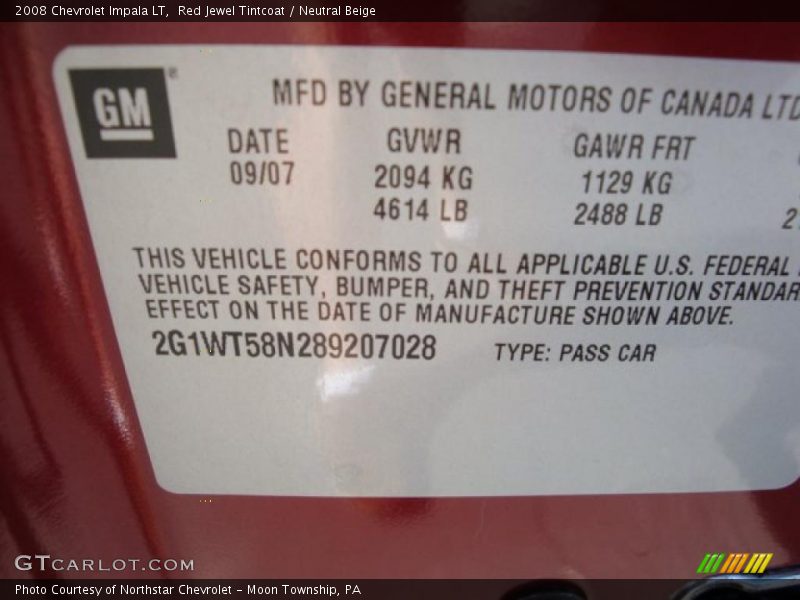 2008 Chevrolet Impala LT, Red Jewel Tintcoat / Neutral Beige
GM ®
MFD BY GENERAL MOTORS OF CANADA LTD
DATE GVWR GAWR FRT
09/07 2094 KG 1129 KG
4614 LB 2488 LB 2
THIS VEHICLE CONFORMS TO ALL APPLICABLE U.S. FEDERAL
VEHICLE SAFETY, BUMPER, AND THEFT PREVENTION STANDAR
EFFECT ON THE DATE OF MANUFACTURE SHOWN ABOVE.
2G1WT58N289207028 TYPE: PASS CAR
GTCARLOT.COM
Photo Courtesy of Northstar Chevrolet - Moon Township, PA